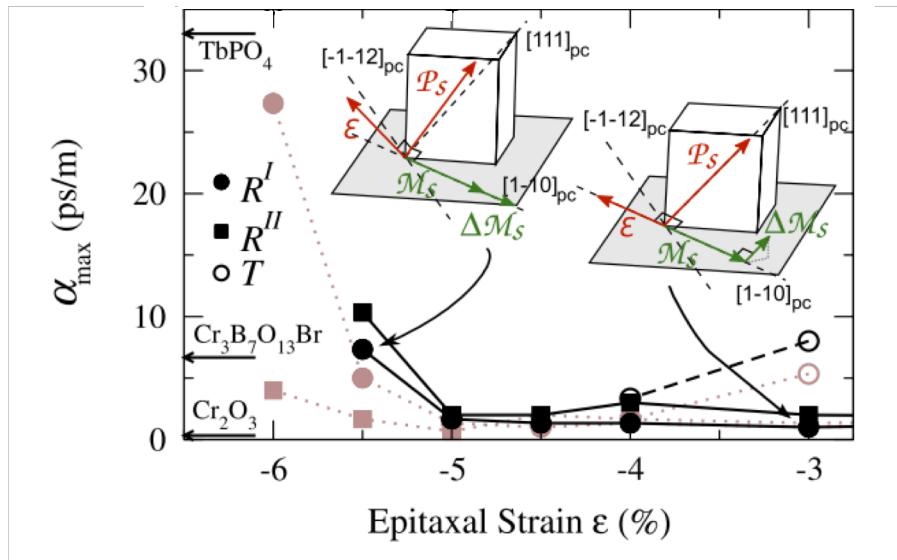 TbPO₄
30
20
10
0
α_max (ps/m)
R^I
R^II
T
Cr₃B₇O₁₃Br
Cr₂O₃
[-1-12]pc
[111]pc
𝓟s
ε
𝓜s
[1-10]pc
Δ𝓜s
[-1-12]pc
[111]pc
𝓟s
ε
𝓜s
Δ𝓜s
[1-10]pc
-6
-5
-4
-3
Epitaxal Strain ε (%)